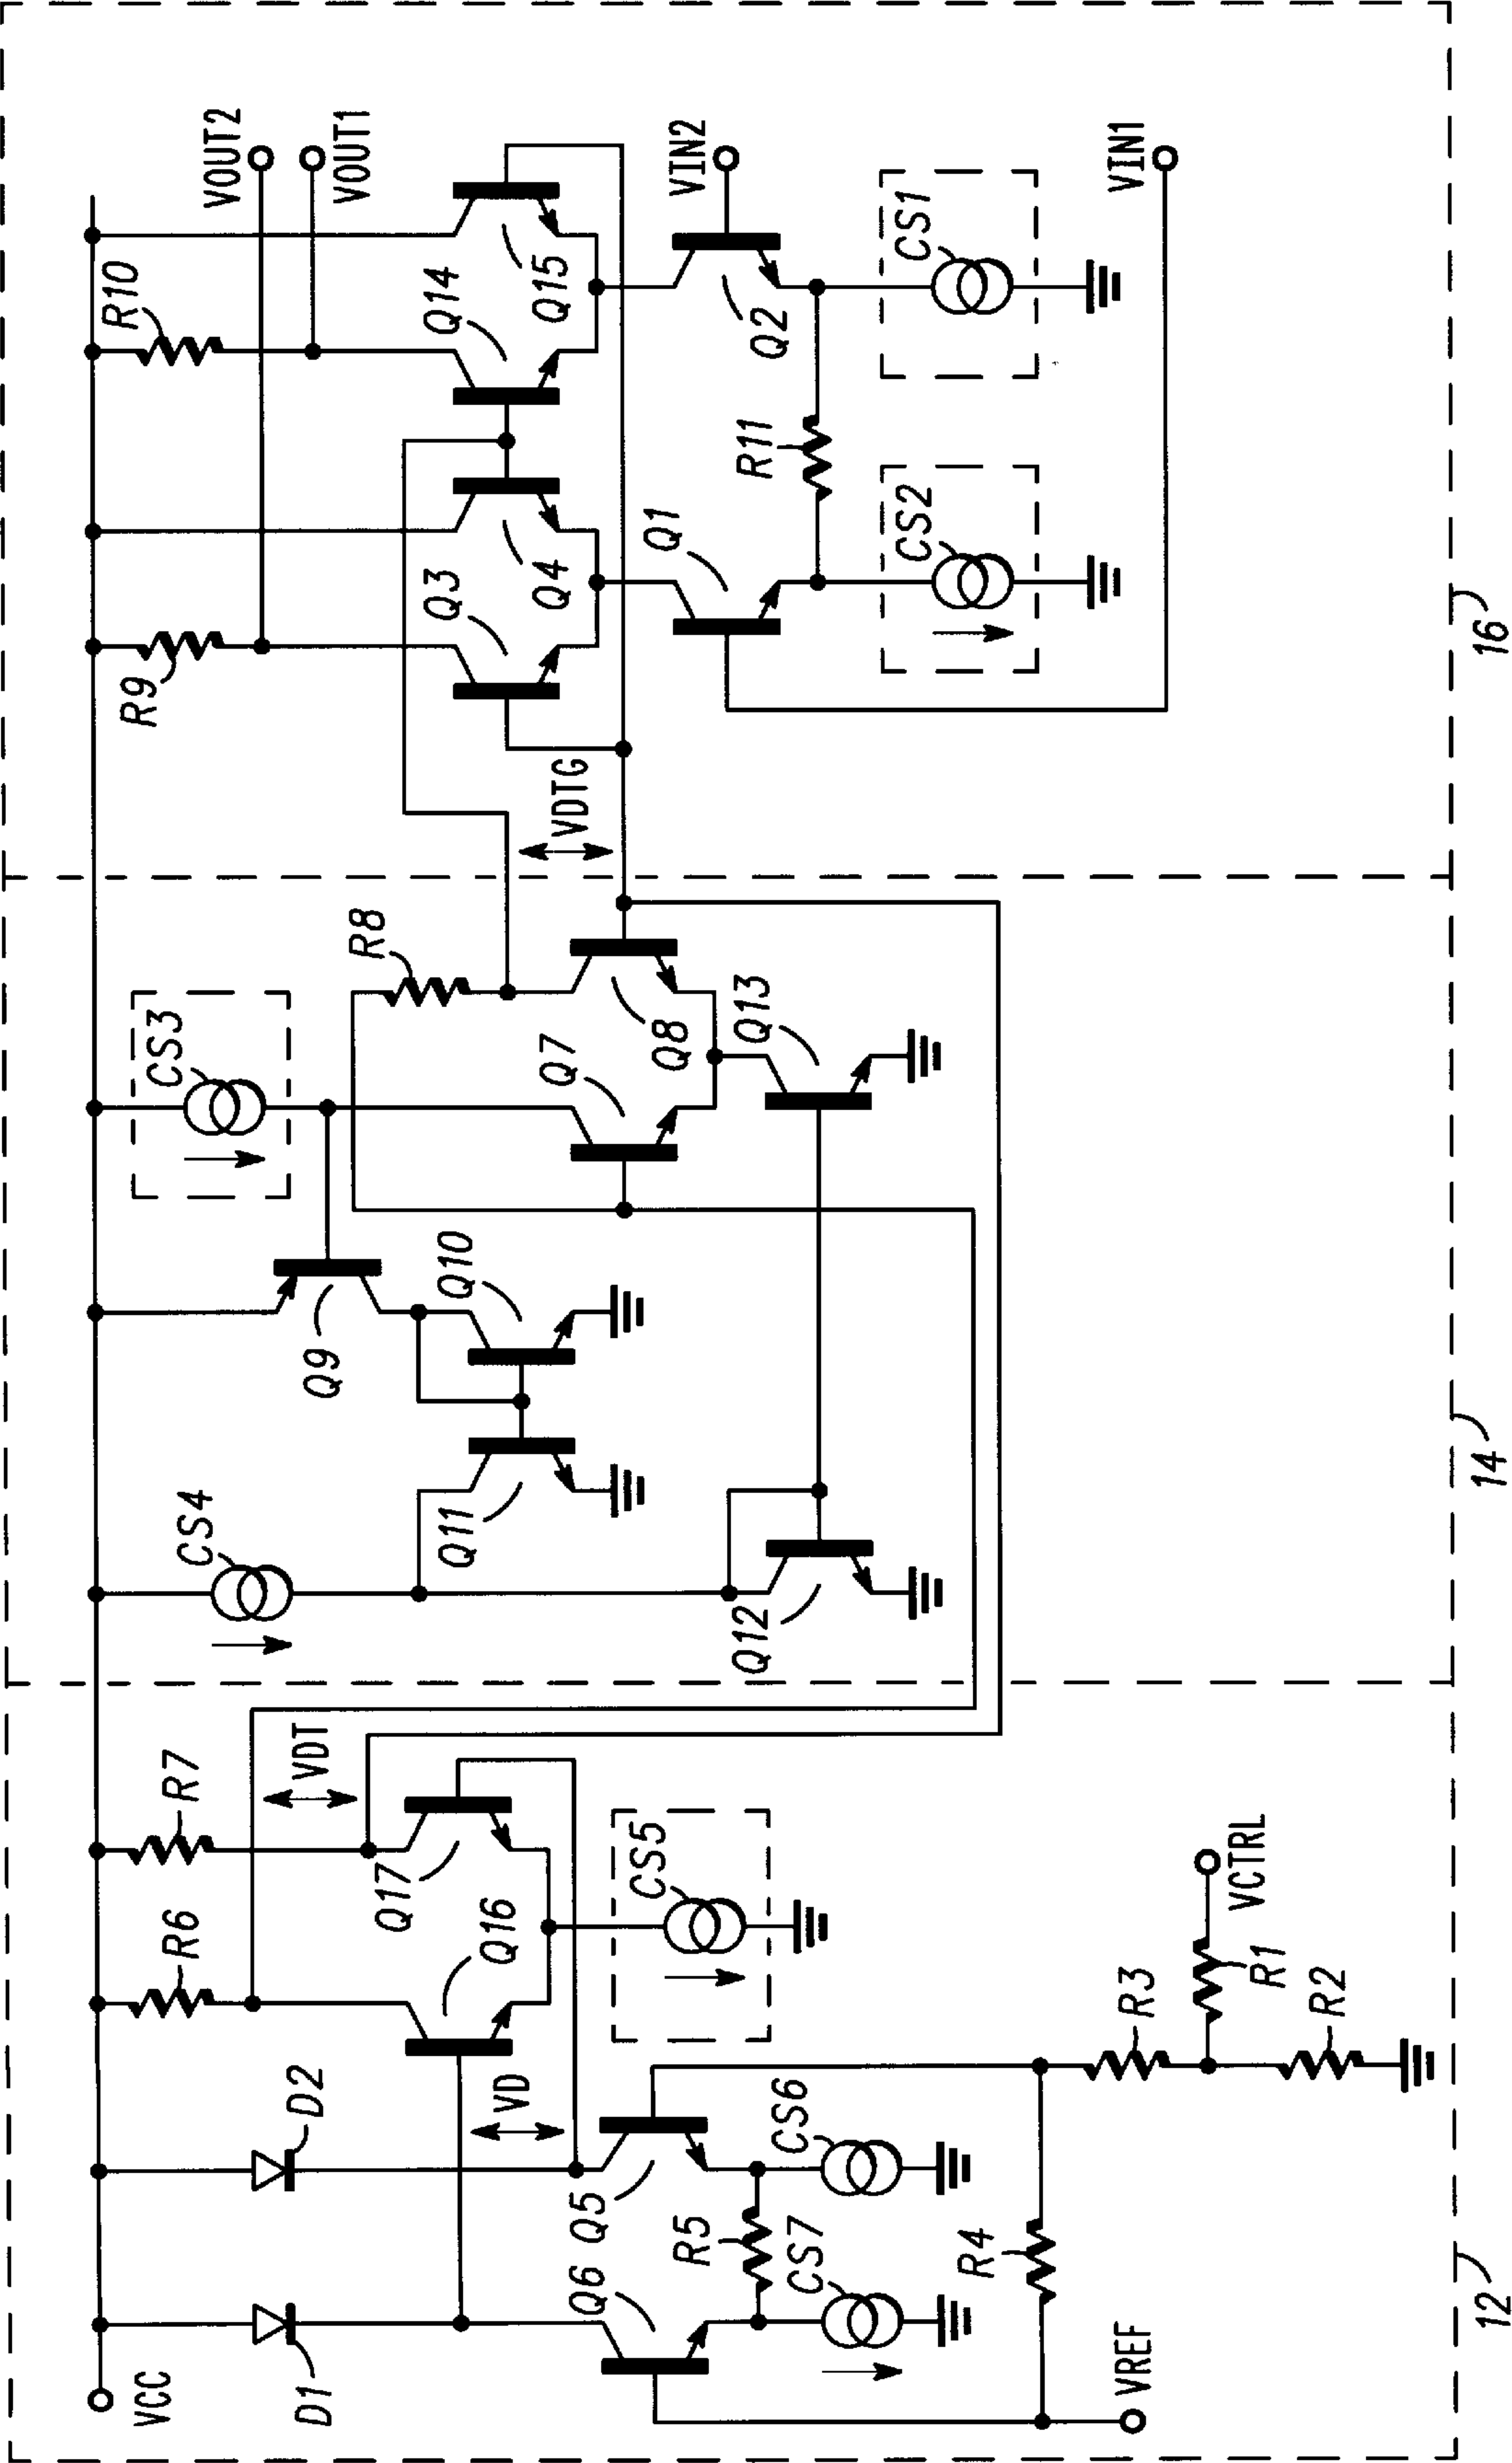 VCC
D1
D2
R6
R7
VDT
Q17
Q16
VD
CS5
Q5
Q6
R5
CS6
CS7
R4
R3
R1
R2
VCTRL
VREF
12
CS4
CS3
Q9
Q10
Q11
Q12
R8
Q7
Q8
Q13
14
VDTG
R9
R10
VOUT2
VOUT1
Q3
Q4
Q14
Q15
Q1
Q2
VIN2
R11
CS1
CS2
VIN1
16